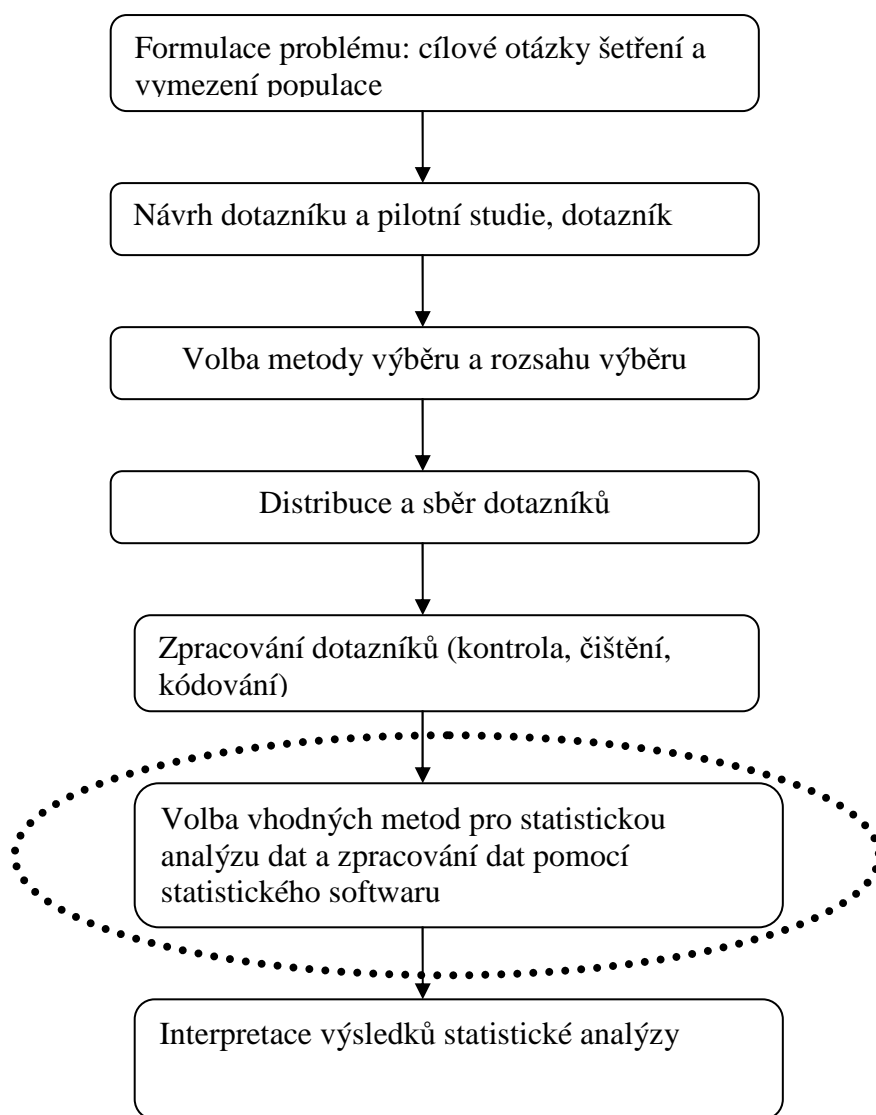 Formulace problému: cílové otázky šetření a
vymezení populace
Návrh dotazníku a pilotní studie, dotazník
Volba metody výběru a rozsahu výběru
Distribuce a sběr dotazníků
Zpracování dotazníků (kontrola, čištění,
kódování)
Volba vhodných metod pro statistickou
analýzu dat a zpracování dat pomocí
statistického softwaru
Interpretace výsledků statistické analýzy